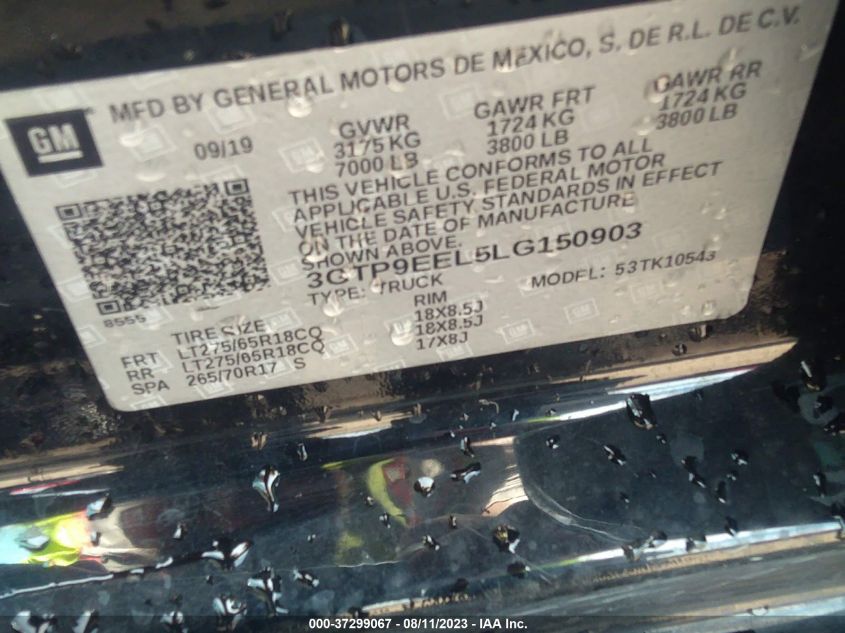 MFD BY GENERAL MOTORS DE MEXICO, S. DE R.L. DE C.V.
GM
09/19
GVWR
3175 KG
7000 LB
GAWR FRT
1724 KG
3800 LB
GAWR RR
1724 KG
3800 LB
THIS VEHICLE CONFORMS TO ALL
APPLICABLE U.S. FEDERAL MOTOR
VEHICLE SAFETY STANDARDS IN EFFECT
ON THE DATE OF MANUFACTURE
SHOWN ABOVE.
3GTP9EEL5LG150903
TYPE: TRUCK
MODEL: 53TK10543
8555
TIRE SIZE
RIM
FRT LT275/65R18CQ 18X8.5J
RR LT275/65R18CQ 18X8.5J
SPA 265/70R17 S 17X8J
000-37299067 - 08/11/2023 - IAA Inc.